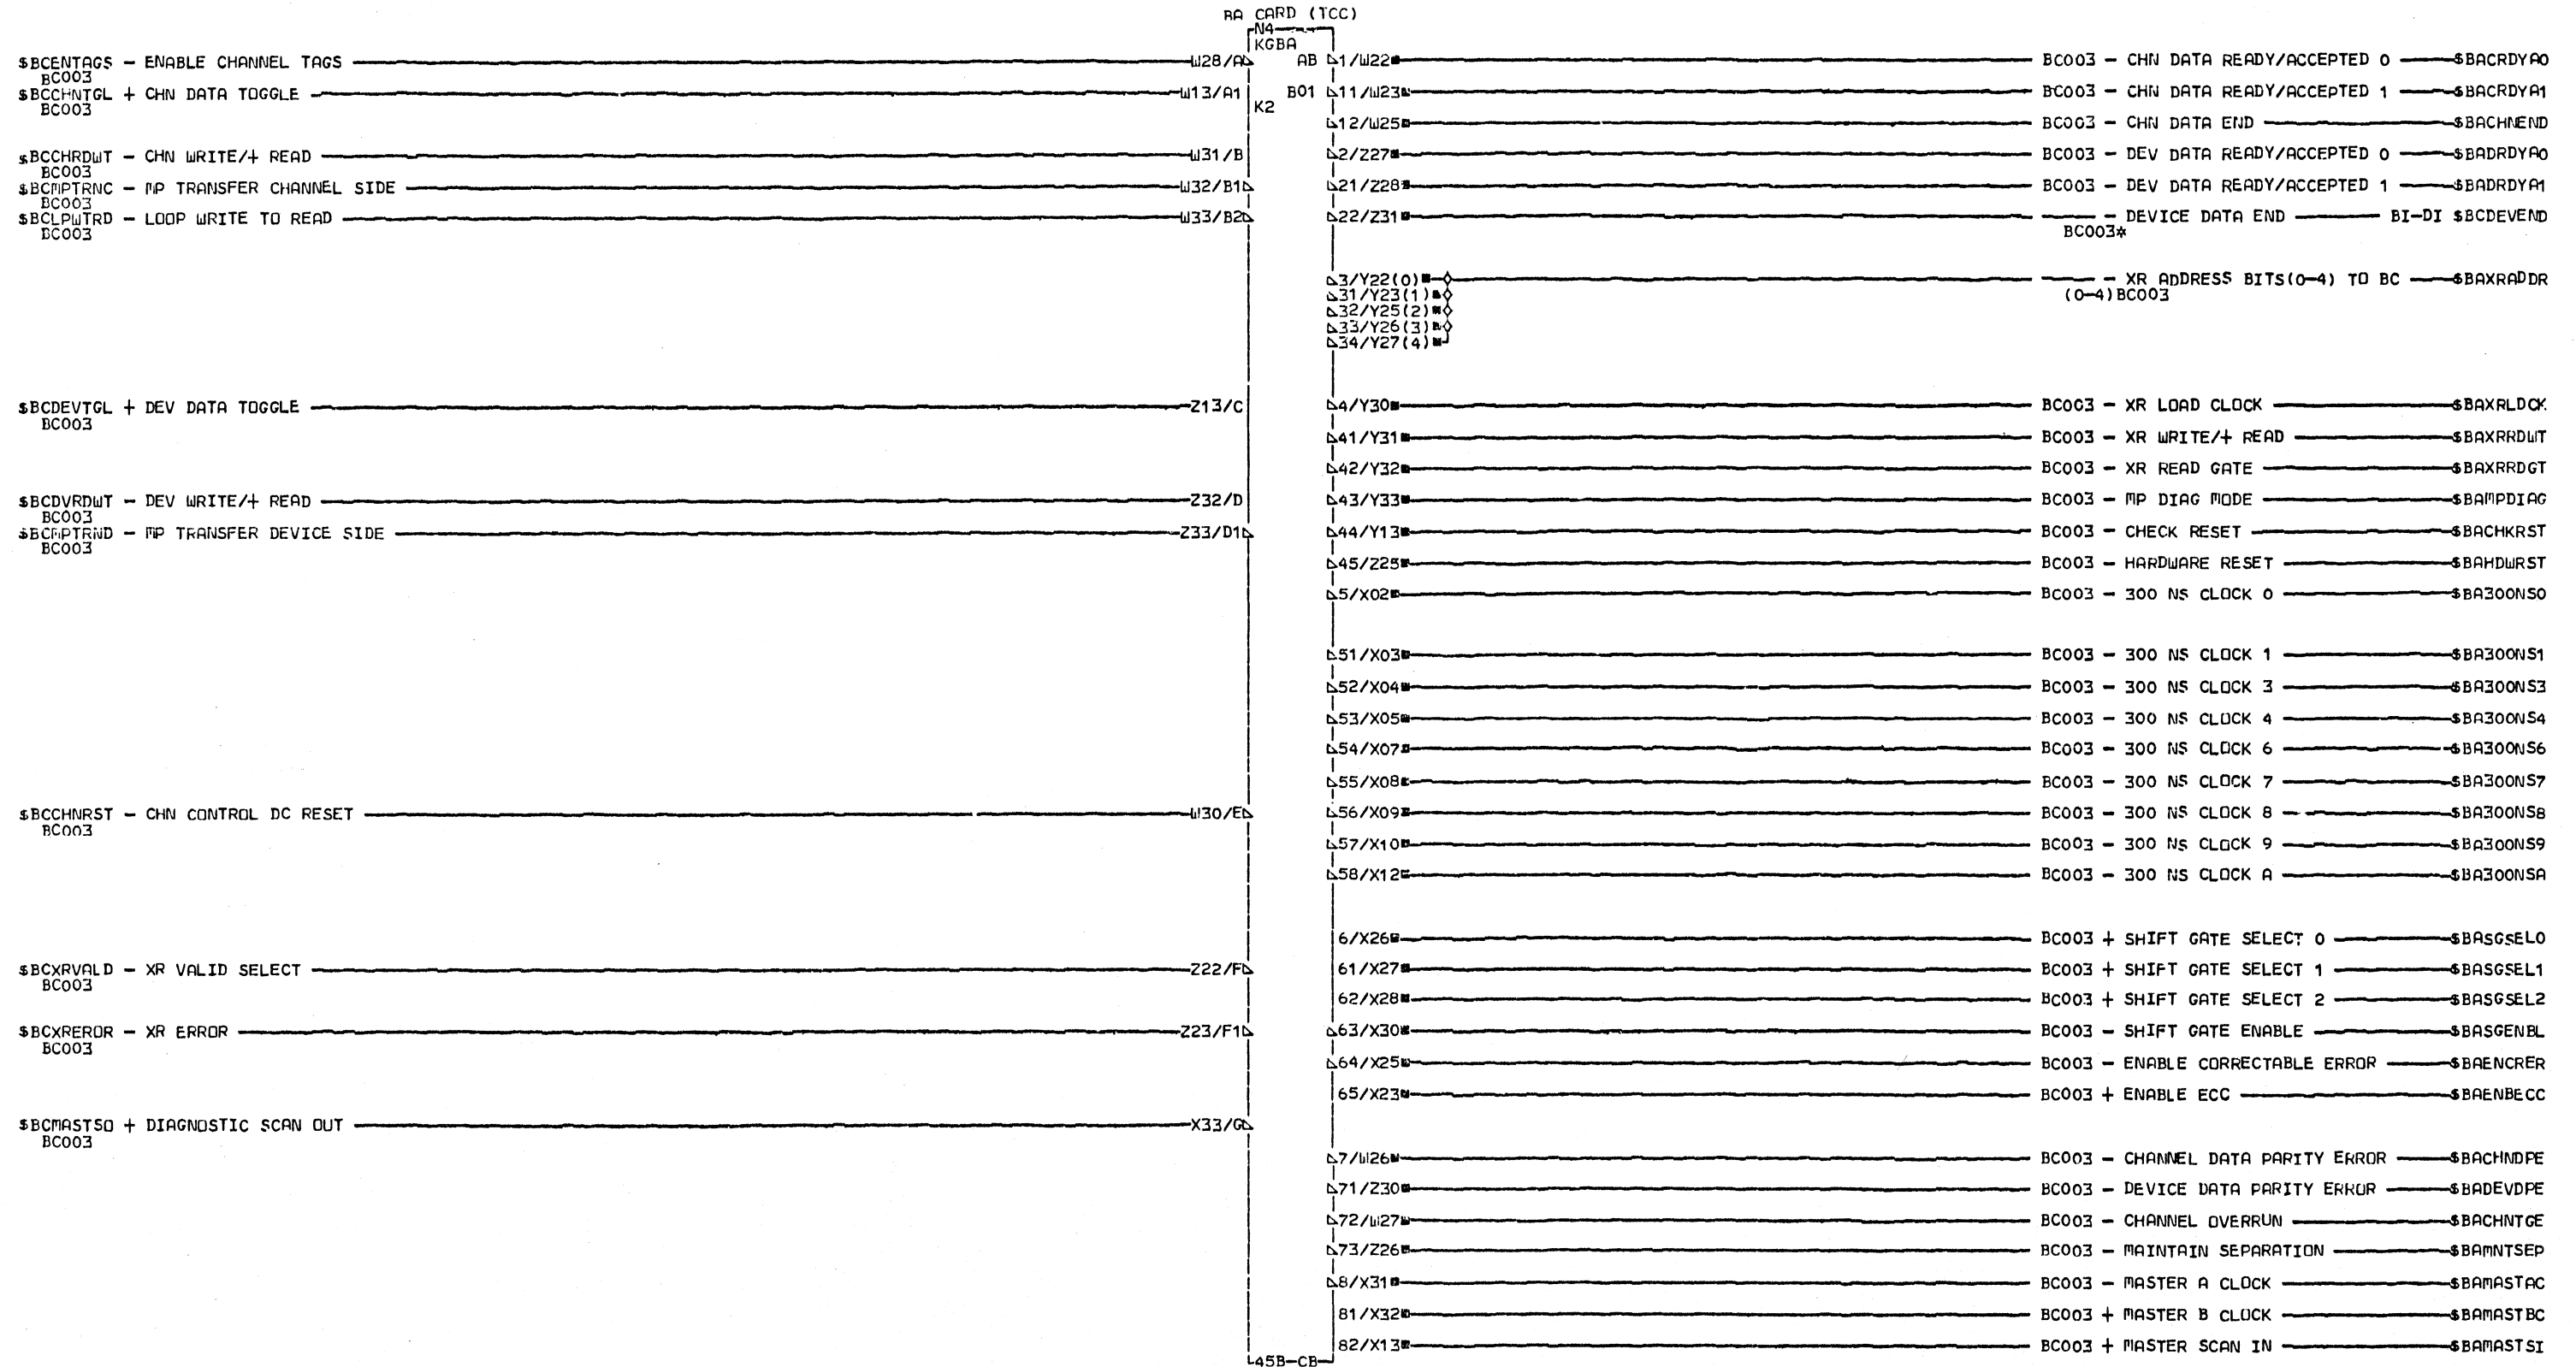 BA CARD (TCC)
N4
KGBA
$BCENTAGS - ENABLE CHANNEL TAGS W28/A AB 1/W22 BC003 - CHN DATA READY/ACCEPTED 0 $BACRDYA0
BC003
$BCCHNTGL + CHN DATA TOGGLE W13/A1 B01 11/W23 BC003 - CHN DATA READY/ACCEPTED 1 $BACRDYA1
BC003 K2
12/W25 BC003 - CHN DATA END $BACHNEND
$BCCHRDWT - CHN WRITE/+ READ W31/B 2/Z27 BC003 - DEV DATA READY/ACCEPTED 0 $BADRDYA0
BC003
$BCMPTRNC - MP TRANSFER CHANNEL SIDE W32/B1 21/Z28 BC003 - DEV DATA READY/ACCEPTED 1 $BADRDYA1
BC003
$BCLPWTRD - LOOP WRITE TO READ W33/B2 22/Z31 - DEVICE DATA END BI-DI $BCDEVEND
BC003 BC003*
3/Y22(0) - XR ADDRESS BITS(0-4) TO BC $BAXRADDR
31/Y23(1) (0-4)BC003
32/Y25(2)
33/Y26(3)
34/Y27(4)
$BCDEVTGL + DEV DATA TOGGLE Z13/C 4/Y30 BC003 - XR LOAD CLOCK $BAXRLDCK
BC003
41/Y31 BC003 - XR WRITE/+ READ $BAXRRDWT
42/Y32 BC003 - XR READ GATE $BAXRRDGT
$BCDVRDWT - DEV WRITE/+ READ Z32/D 43/Y33 BC003 - MP DIAG MODE $BAMPDIAG
BC003
$BCMPTRND - MP TRANSFER DEVICE SIDE Z33/D1 44/Y13 BC003 - CHECK RESET $BACHKRST
BC003
45/Z25 BC003 - HARDWARE RESET $BAHDWRST
5/X02 BC003 - 300 NS CLOCK 0 $BA300NS0
51/X03 BC003 - 300 NS CLOCK 1 $BA300NS1
52/X04 BC003 - 300 NS CLOCK 3 $BA300NS3
53/X05 BC003 - 300 NS CLOCK 4 $BA300NS4
54/X07 BC003 - 300 NS CLOCK 6 $BA300NS6
55/X08 BC003 - 300 NS CLOCK 7 $BA300NS7
$BCCHNRST - CHN CONTROL DC RESET W30/E 56/X09 BC003 - 300 NS CLOCK 8 $BA300NS8
BC003
57/X10 BC003 - 300 NS CLOCK 9 $BA300NS9
58/X12 BC003 - 300 NS CLOCK A $BA300NSA
6/X26 BC003 + SHIFT GATE SELECT 0 $BASGSEL0
$BCXRVALD - XR VALID SELECT Z22/F 61/X27 BC003 + SHIFT GATE SELECT 1 $BASGSEL1
BC003
62/X28 BC003 + SHIFT GATE SELECT 2 $BASGSEL2
$BCXREROR - XR ERROR Z23/F1 63/X30 BC003 - SHIFT GATE ENABLE $BASGENBL
BC003
64/X25 BC003 - ENABLE CORRECTABLE ERROR $BAENCRER
65/X23 BC003 + ENABLE ECC $BAENBECC
$BCMASTSO + DIAGNOSTIC SCAN OUT X33/G
BC003
7/W26 BC003 - CHANNEL DATA PARITY ERROR $BACHNDPE
71/Z30 BC003 - DEVICE DATA PARITY ERROR $BADEVDPE
72/W27 BC003 - CHANNEL OVERRUN $BACHNTGE
73/Z26 BC003 - MAINTAIN SEPARATION $BAMNTSEP
8/X31 BC003 - MASTER A CLOCK $BAMASTAC
81/X32 BC003 + MASTER B CLOCK $BAMASTBC
82/X13 BC003 + MASTER SCAN IN $BAMASTSI
45B-CB